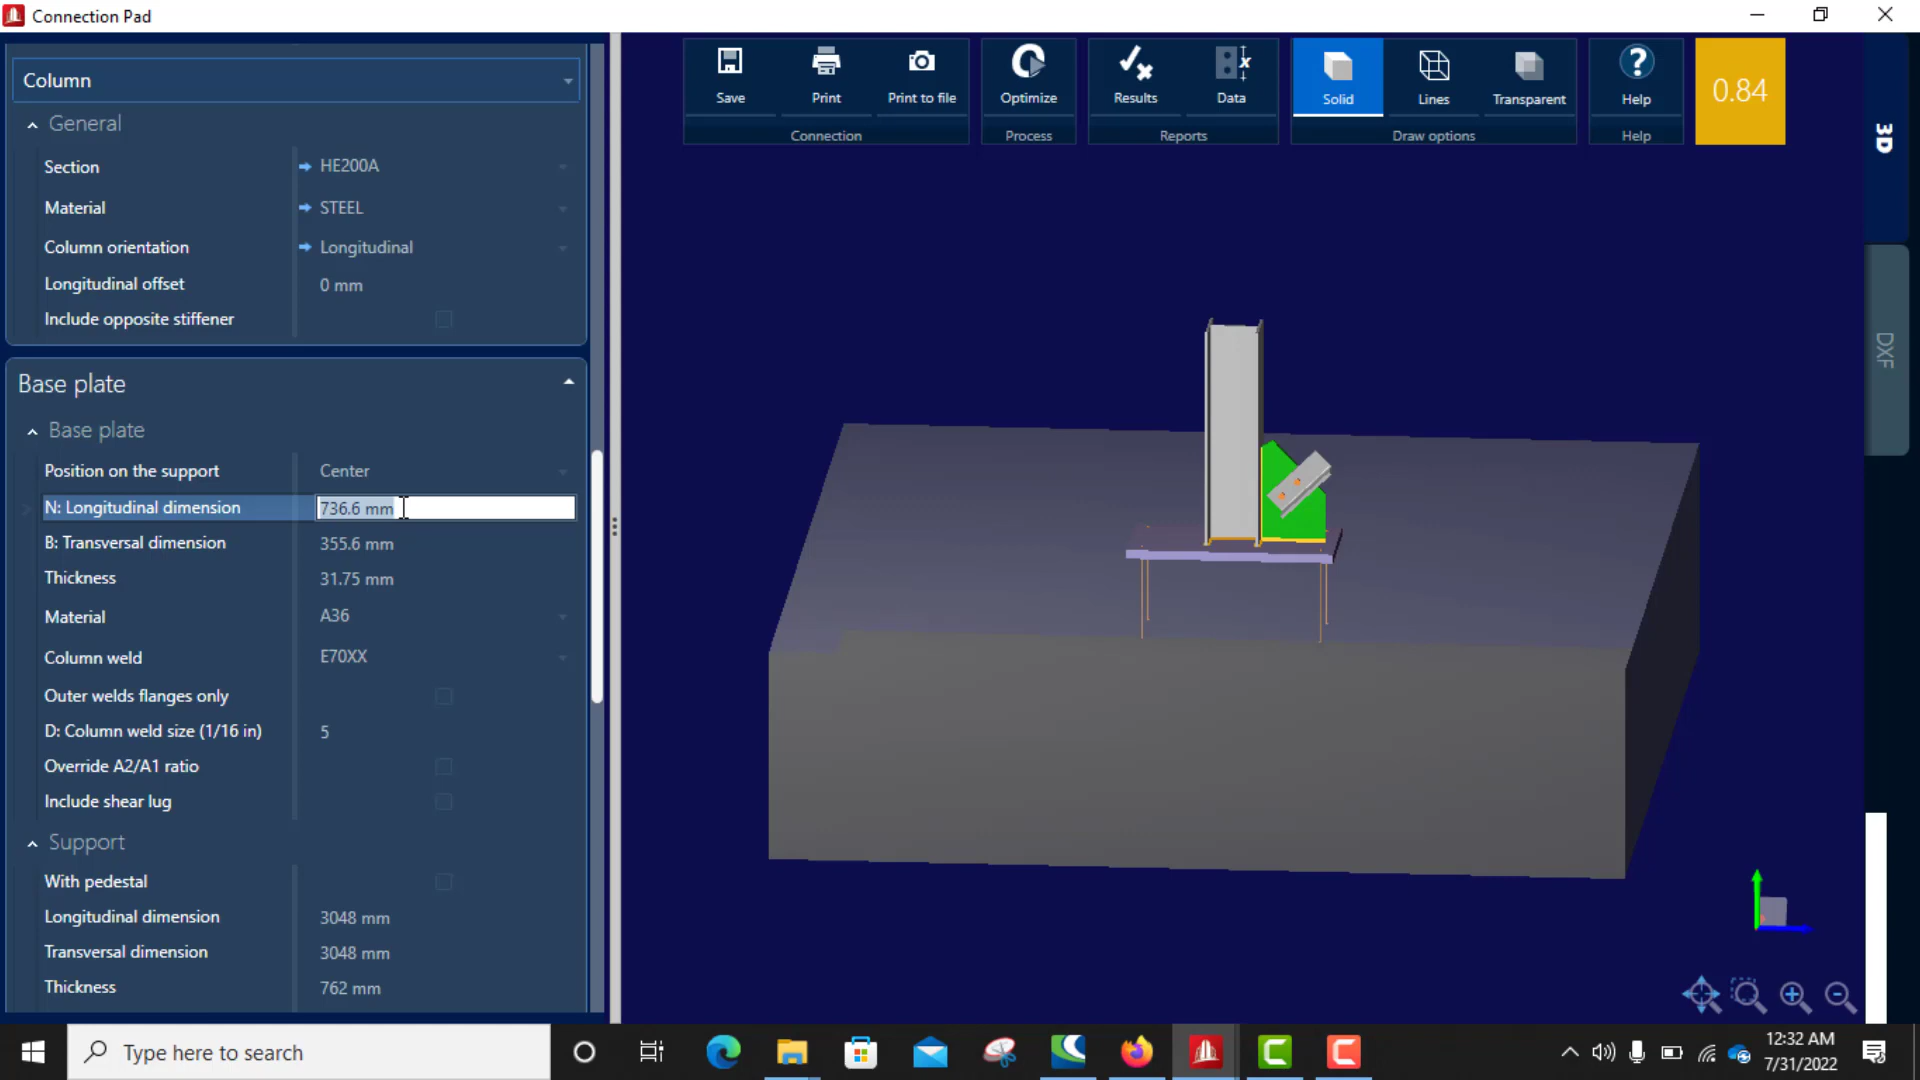 Connection Pad
Column
General
Section HE200A
Material STEEL
Column orientation Longitudinal
Longitudinal offset 0 mm
Include opposite stiffener
Base plate
Base plate
Position on the support Center
N: Longitudinal dimension 736.6 mm
B: Transversal dimension 355.6 mm
Thickness 31.75 mm
Material A36
Column weld E70XX
Outer welds flanges only
D: Column weld size (1/16 in) 5
Override A2/A1 ratio
Include shear lug
Support
With pedestal
Longitudinal dimension 3048 mm
Transversal dimension 3048 mm
Thickness 762 mm
Save Print Print to file Optimize Results Data Solid Lines Transparent Help
Connection Process Reports Draw options Help
0.84
3D
DXF
Type here to search
12:32 AM
7/31/2022